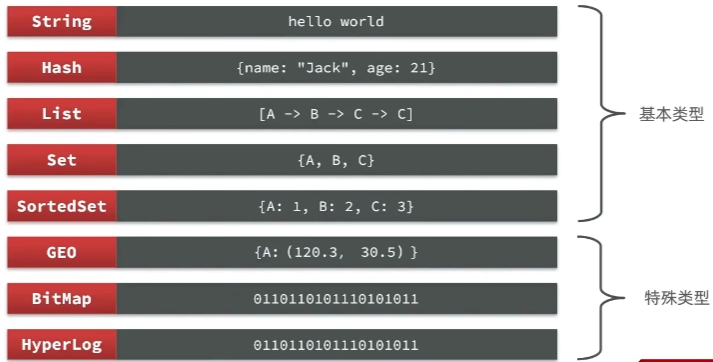 String hello world
Hash {name: "Jack", age: 21}
List [A -> B -> C -> C]
基本类型
Set {A, B, C}
SortedSet {A: 1, B: 2, C: 3}
GEO {A: (120.3, 30.5) }
BitMap 0110110101110101011
特殊类型
HyperLog 0110110101110101011